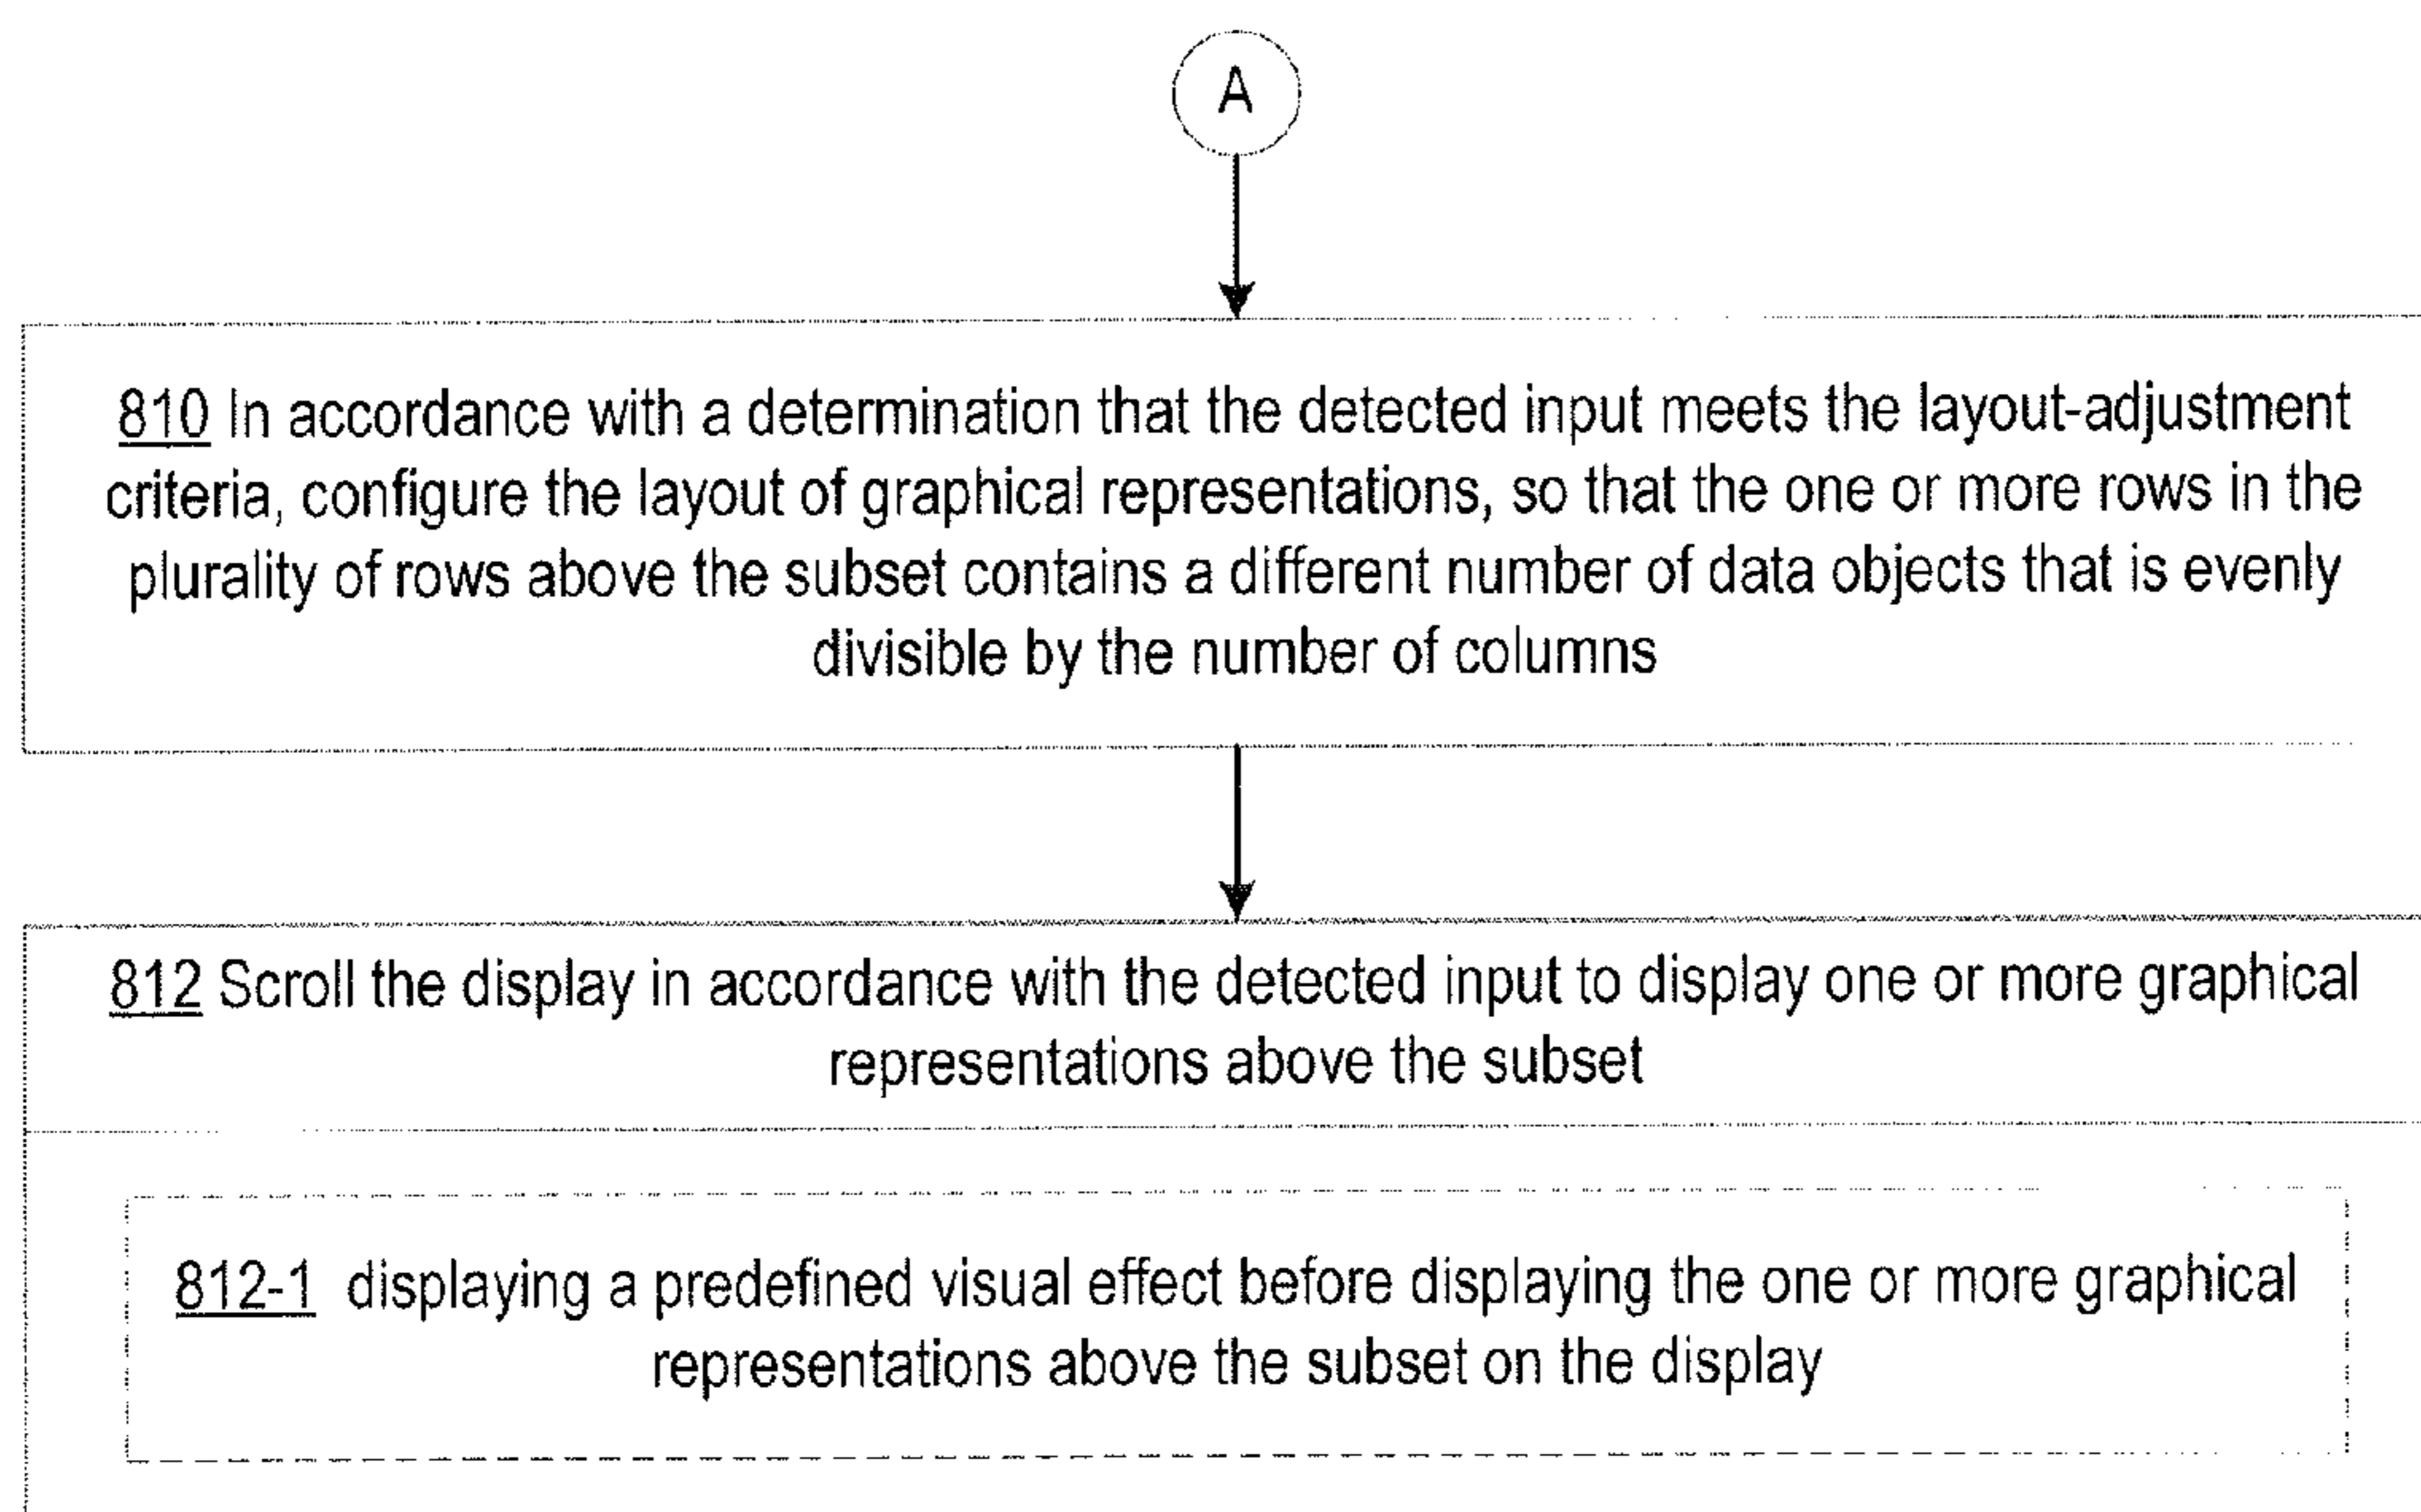 A
810 In accordance with a determination that the detected input meets the layout-adjustment
criteria, configure the layout of graphical representations, so that the one or more rows in the
plurality of rows above the subset contains a different number of data objects that is evenly
divisible by the number of columns
812 Scroll the display in accordance with the detected input to display one or more graphical
representations above the subset
812-1 displaying a predefined visual effect before displaying the one or more graphical
representations above the subset on the display